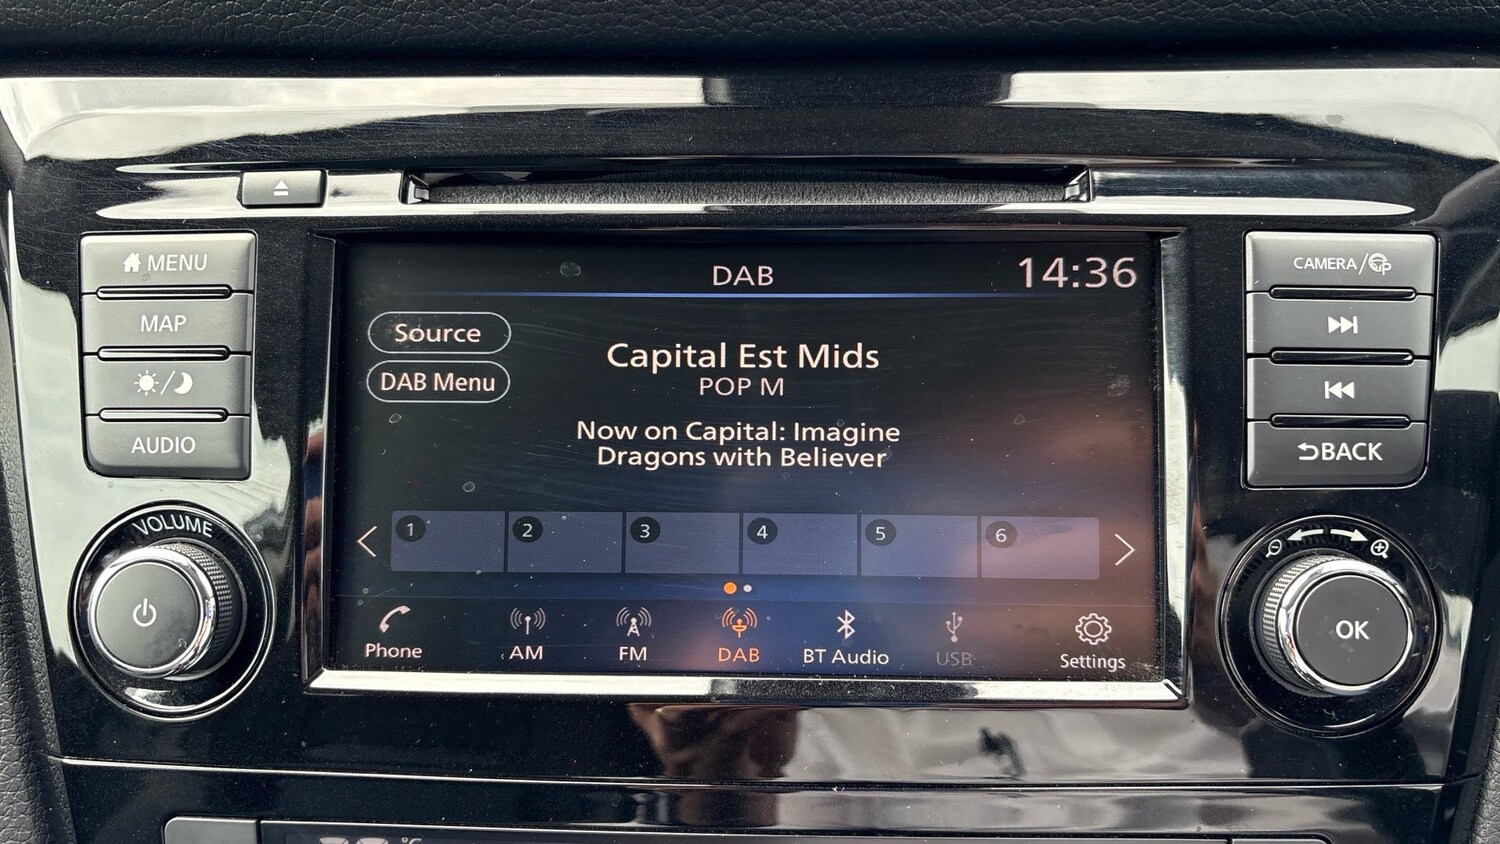 DAB
14:36
MENU
MAP
AUDIO
VOLUME
Source
DAB Menu
Capital Est Mids
POP M
Now on Capital: Imagine
Dragons with Believer
1 2 3 4 5 6
Phone AM FM DAB BT Audio USB Settings
CAMERA/P
BACK
OK
°C